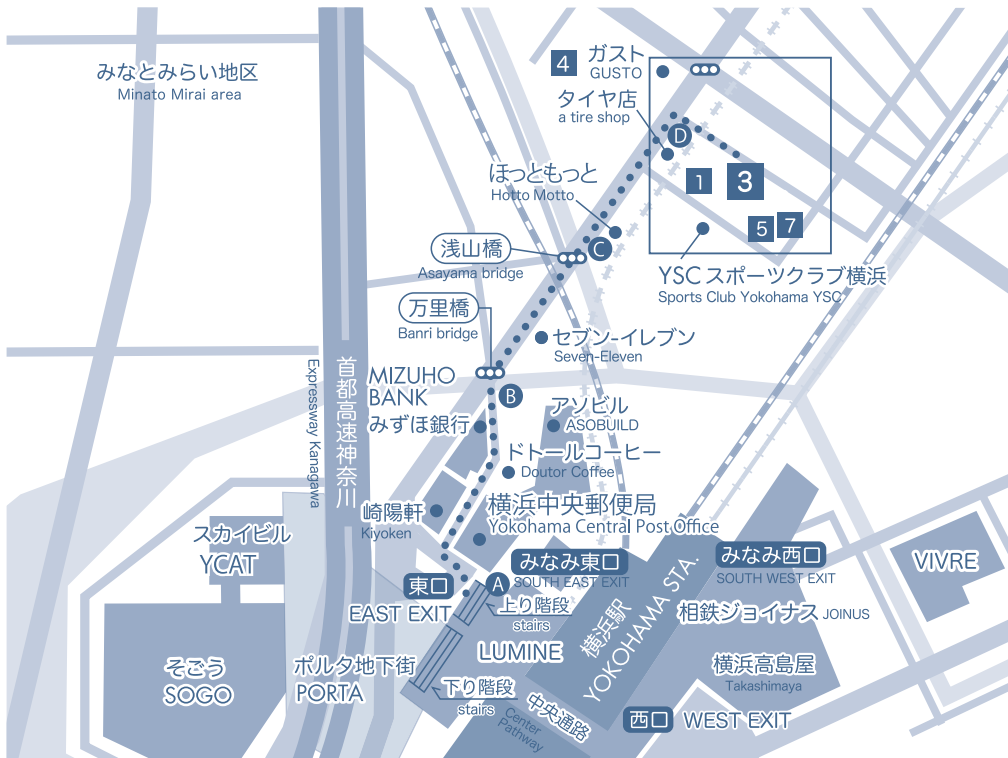 みなとみらい地区
Minato Mirai area
4
ガスト
GUSTO
タイヤ店
a tire shop
D
1
3
5
7
ほっともっと
Hotto Motto
浅山橋
Asayama bridge
C
YSC スポーツクラブ横浜
Sports Club Yokohama YSC
万里橋
Banri bridge
セブン-イレブン
Seven-Eleven
首都高速神奈川
Expressway Kanagawa
MIZUHO
BANK
みずほ銀行
B
アソビル
ASOBUILD
ドトールコーヒー
Doutor Coffee
崎陽軒
Kiyoken
横浜中央郵便局
Yokohama Central Post Office
スカイビル
YCAT
東口
EAST EXIT
A
みなみ東口
SOUTH EAST EXIT
みなみ西口
SOUTH WEST EXIT
VIVRE
上り階段
stairs
横浜駅
YOKOHAMA STA.
相鉄ジョイナス JOINUS
LUMINE
そごう
SOGO
ポルタ地下街
PORTA
下り階段
stairs
横浜高島屋
Takashimaya
中央通路
Center
Pathway
西口
WEST EXIT